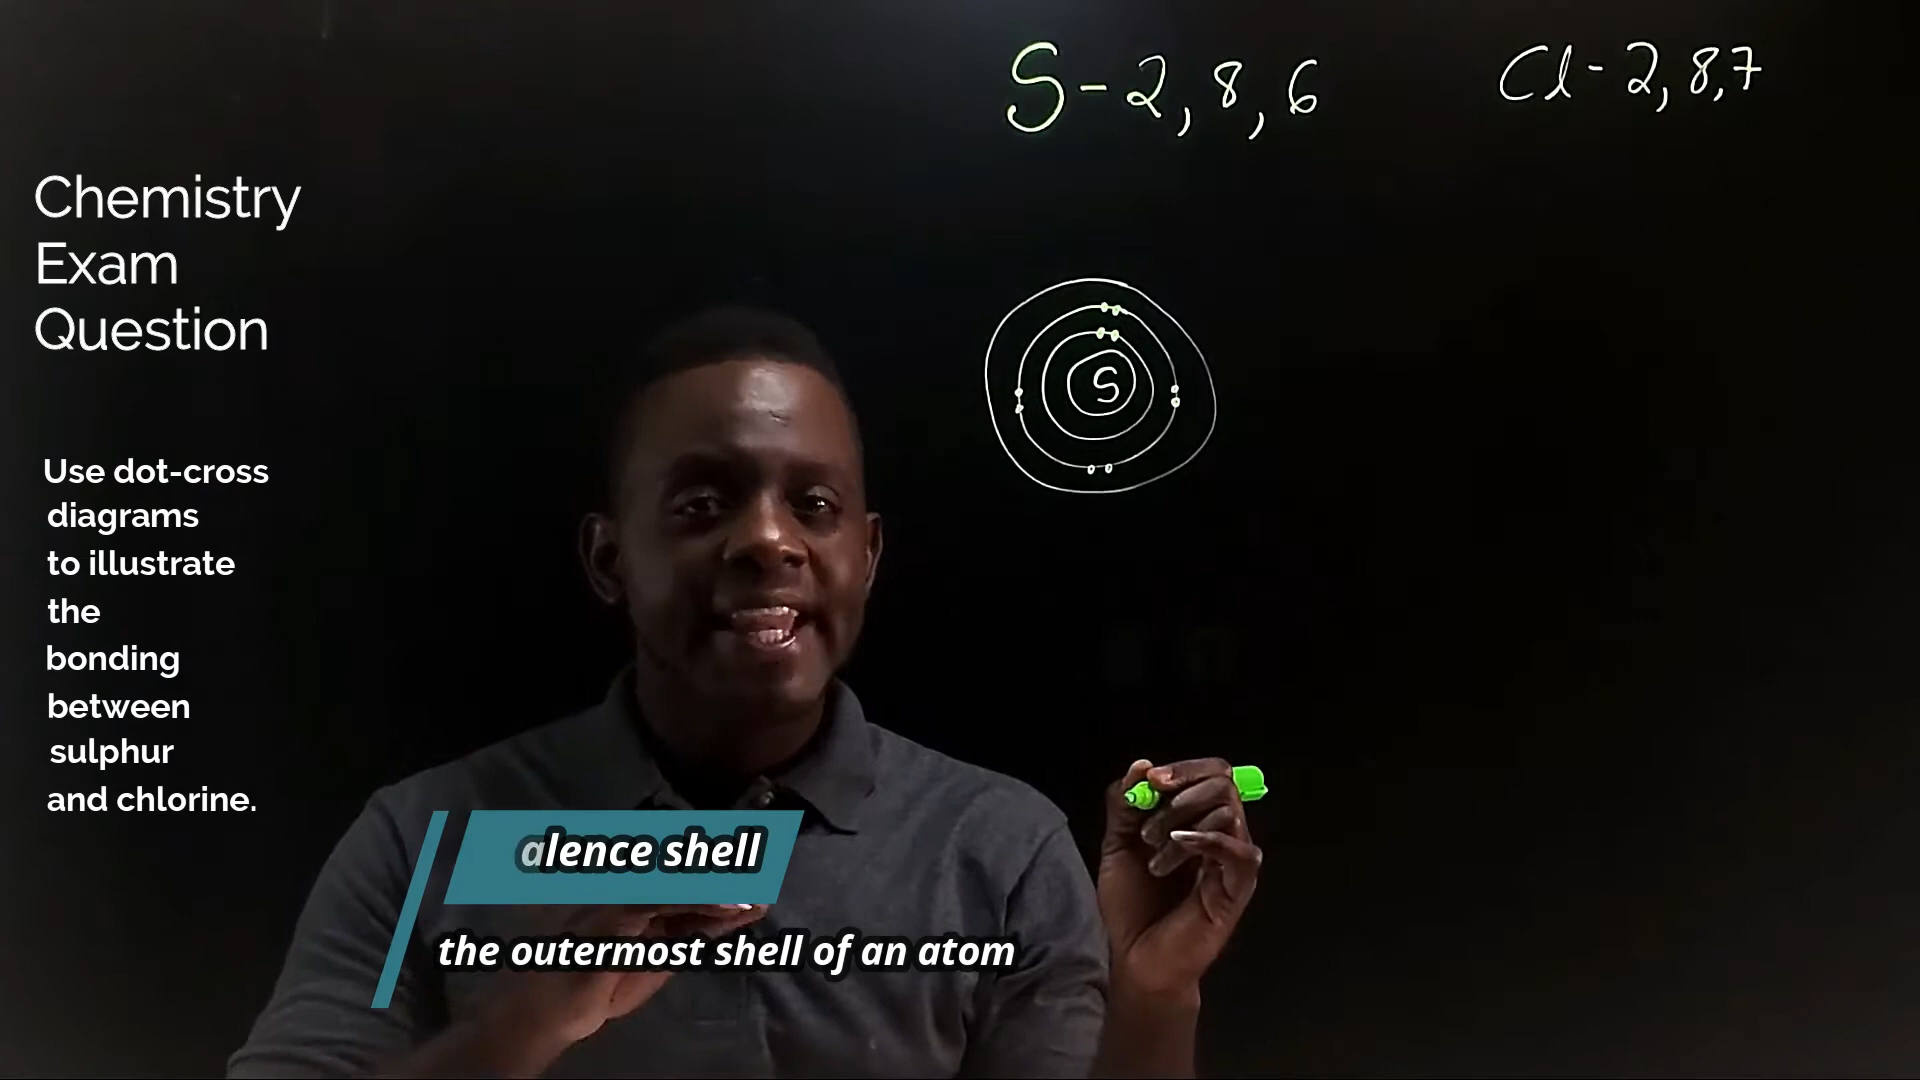 S - 2, 8, 6
Cl - 2, 8, 7
Chemistry
Exam
Question
S
Use dot-cross
diagrams
to illustrate
the
bonding
between
sulphur
and chlorine.
alence shell
the outermost shell of an atom